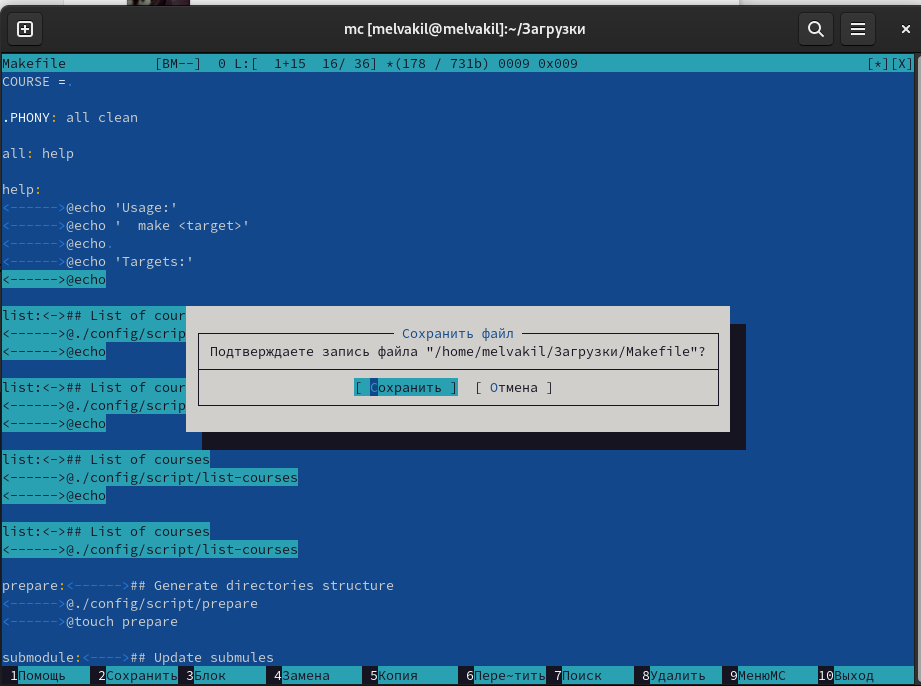 mc [melvakil@melvakil]:~/Загрузки
Makefile [BM--] 0 L:[ 1+15 16/ 36] *(178 / 731b) 0009 0x009 [*][X]
COURSE =.
.PHONY: all clean
all: help
help:
<------>@echo 'Usage:'
<------>@echo '  make <target>'
<------>@echo.
<------>@echo 'Targets:'
<------>@echo
list:<->## List of cour
<------>@./config/scrip
<------>@echo
list:<->## List of cour
<------>@./config/scrip
<------>@echo
Сохранить файл
Подтверждаете запись файла "/home/melvakil/Загрузки/Makefile"?
[ Сохранить ] [ Отмена ]
list:<->## List of courses
<------>@./config/script/list-courses
<------>@echo
list:<->## List of courses
<------>@./config/script/list-courses
prepare:<------>## Generate directories structure
<------>@./config/script/prepare
<------>@touch prepare
submodule:<---->## Update submules
1Помощь 2Сохранить 3Блок 4Замена 5Копия 6Пере~тить 7Поиск 8Удалить 9МенюMC 10Выход